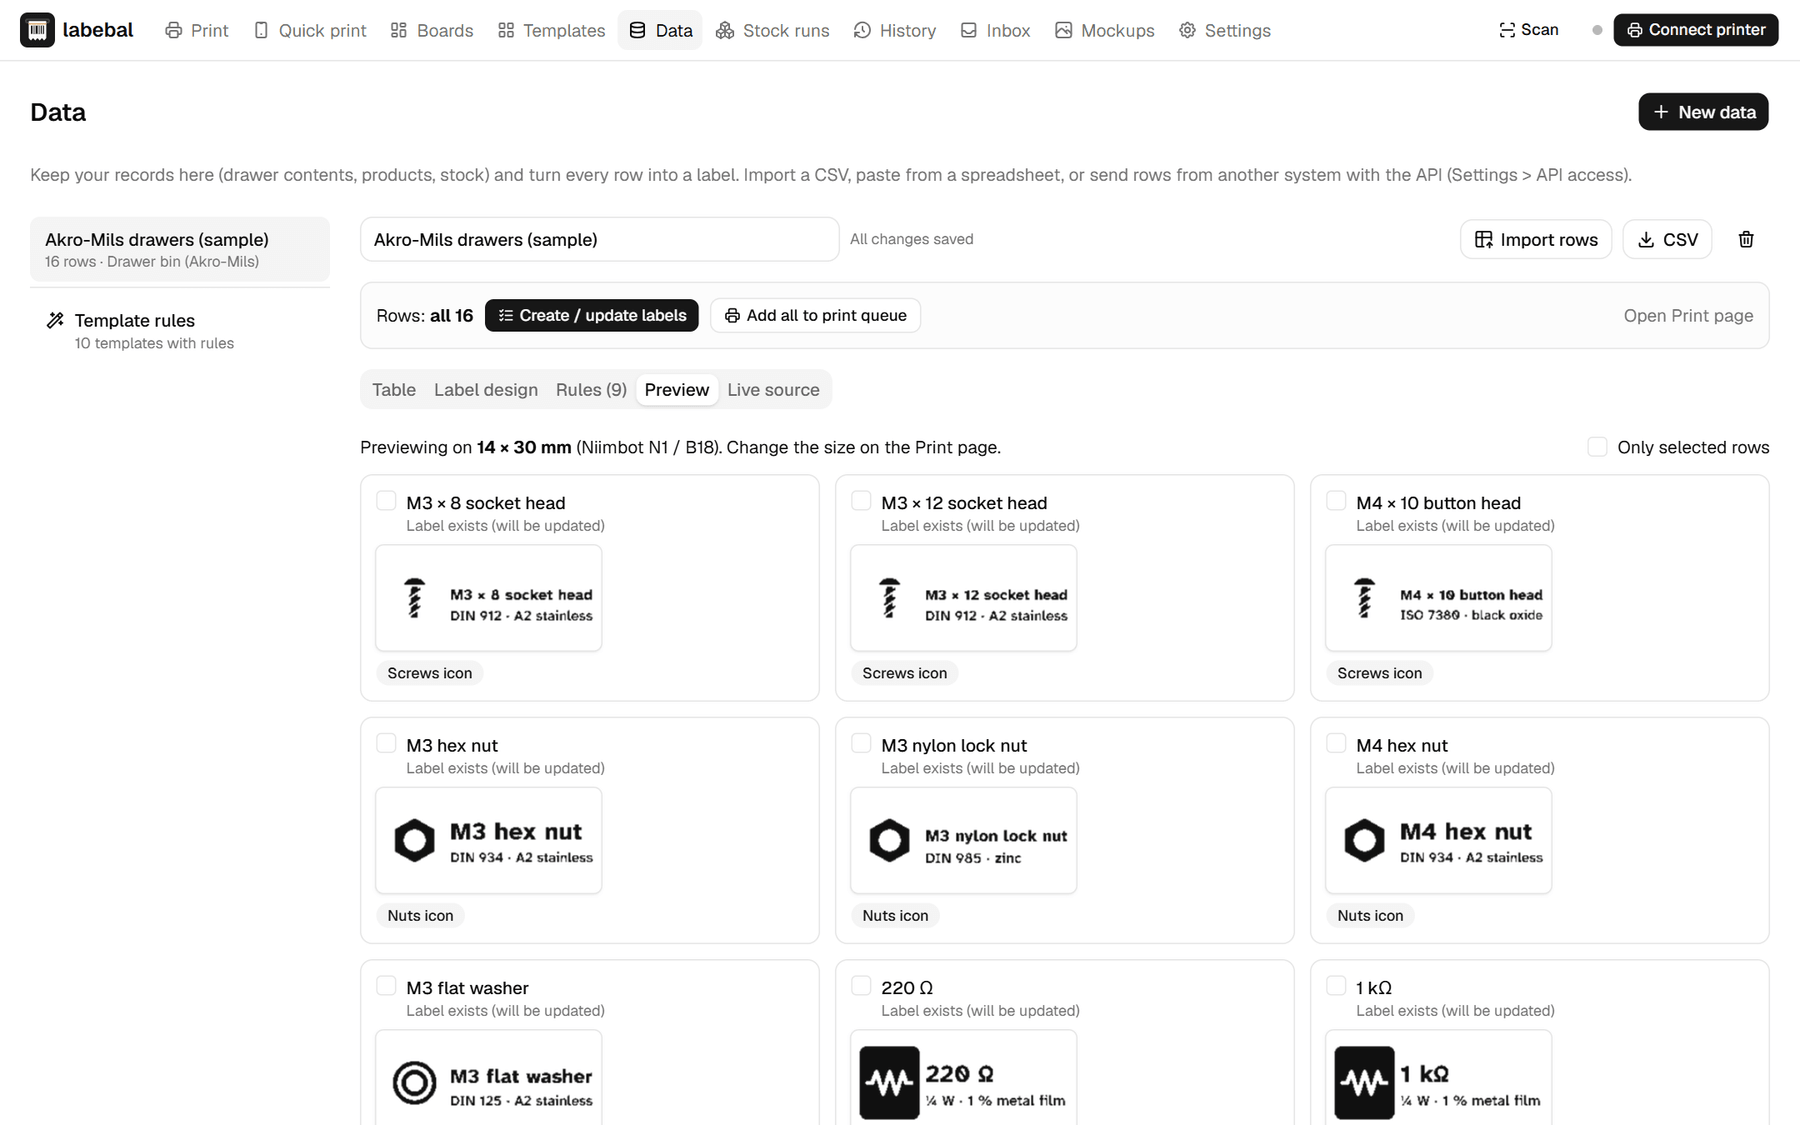 labebal
Print
Quick print
Boards
Templates
Data
Stock runs
History
Inbox
Mockups
Settings
Scan
Connect printer
Data
New data
Keep your records here (drawer contents, products, stock) and turn every row into a label. Import a CSV, paste from a spreadsheet, or send rows from another system with the API (Settings > API access).
Akro-Mils drawers (sample)
16 rows · Drawer bin (Akro-Mils)
Template rules
10 templates with rules
Akro-Mils drawers (sample)
All changes saved
Import rows
CSV
Rows: all 16
Create / update labels
Add all to print queue
Open Print page
Table
Label design
Rules (9)
Preview
Live source
Previewing on 14 × 30 mm (Niimbot N1 / B18). Change the size on the Print page.
Only selected rows
M3 × 8 socket head
Label exists (will be updated)
M3 × 8 socket head
DIN 912 · A2 stainless
Screws icon
M3 × 12 socket head
Label exists (will be updated)
M3 × 12 socket head
DIN 912 · A2 stainless
Screws icon
M4 × 10 button head
Label exists (will be updated)
M4 × 10 button head
ISO 7380 · black oxide
Screws icon
M3 hex nut
Label exists (will be updated)
M3 hex nut
DIN 934 · A2 stainless
Nuts icon
M3 nylon lock nut
Label exists (will be updated)
M3 nylon lock nut
DIN 985 · zinc
Nuts icon
M4 hex nut
Label exists (will be updated)
M4 hex nut
DIN 934 · A2 stainless
Nuts icon
M3 flat washer
Label exists (will be updated)
M3 flat washer
DIN 125 · A2 stainless
220 Ω
Label exists (will be updated)
220 Ω
¼ W · 1 % metal film
1 kΩ
Label exists (will be updated)
1 kΩ
¼ W · 1 % metal film